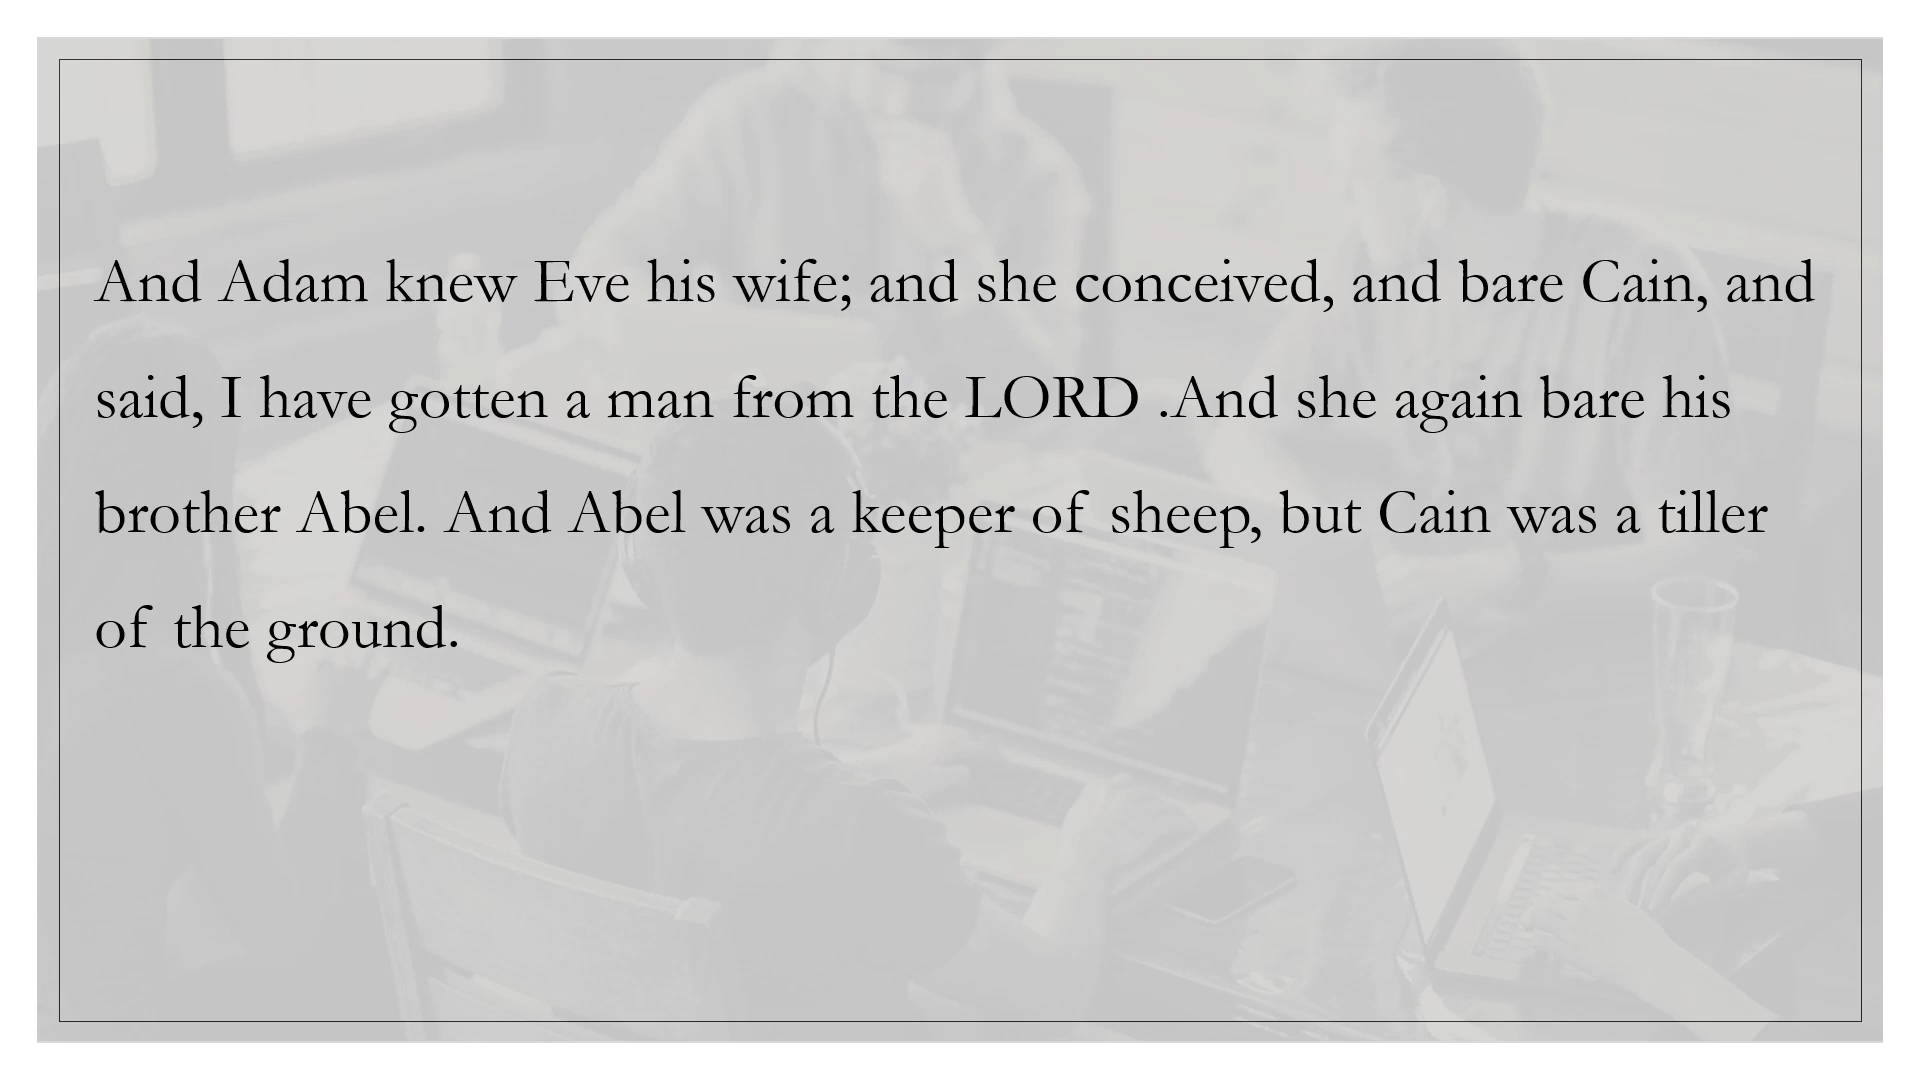 And Adam knew Eve his wife; and she conceived, and bare Cain, and
said, I have gotten a man from the LORD .And she again bare his
brother Abel. And Abel was a keeper of sheep, but Cain was a tiller
of the ground.